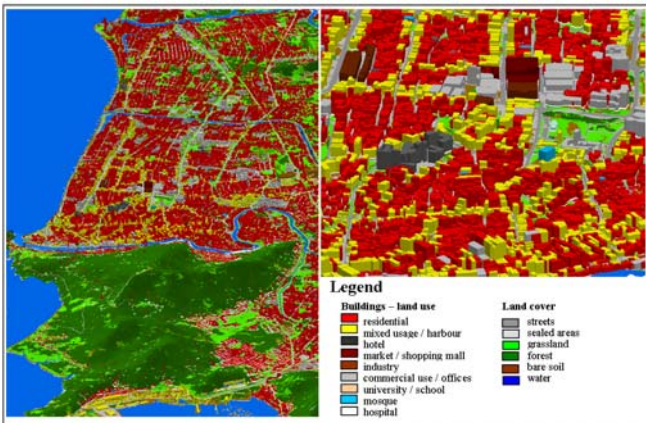 Legend
Buildings – land use
residential
mixed usage / harbour
hotel
market / shopping mall
industry
commercial use / offices
university / school
mosque
hospital
Land cover
streets
sealed areas
grassland
forest
bare soil
water